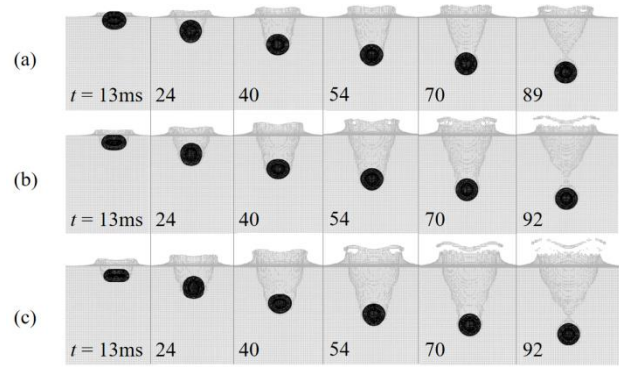 (a)
t = 13ms 24 40 54 70 89
(b)
t = 13ms 24 40 54 70 92
(c)
t = 13ms 24 40 54 70 92